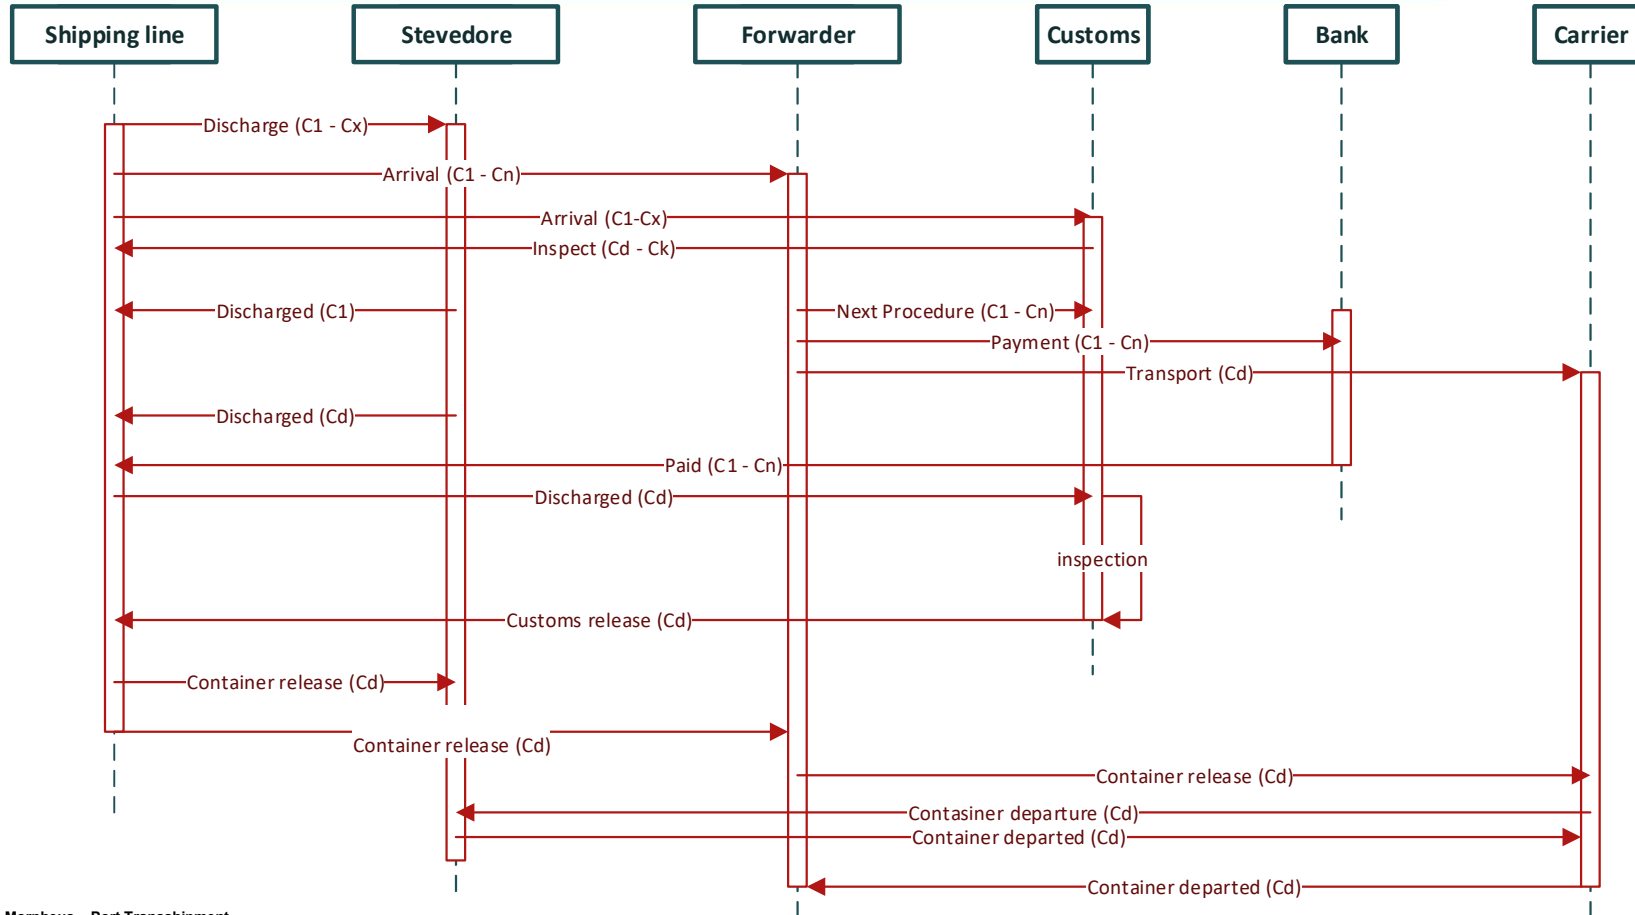 Shipping line
Stevedore
Forwarder
Customs
Bank
Carrier
Discharge (C1 - Cx)
Arrival (C1 - Cn)
Arrival (C1-Cx)
Inspect (Cd - Ck)
Discharged (C1)
Next Procedure (C1 - Cn)
Payment (C1 - Cn)
Transport (Cd)
Discharged (Cd)
Paid (C1 - Cn)
Discharged (Cd)
inspection
Customs release (Cd)
Container release (Cd)
Container release (Cd)
Container release (Cd)
Contasiner departure (Cd)
Container departed (Cd)
Container departed (Cd)